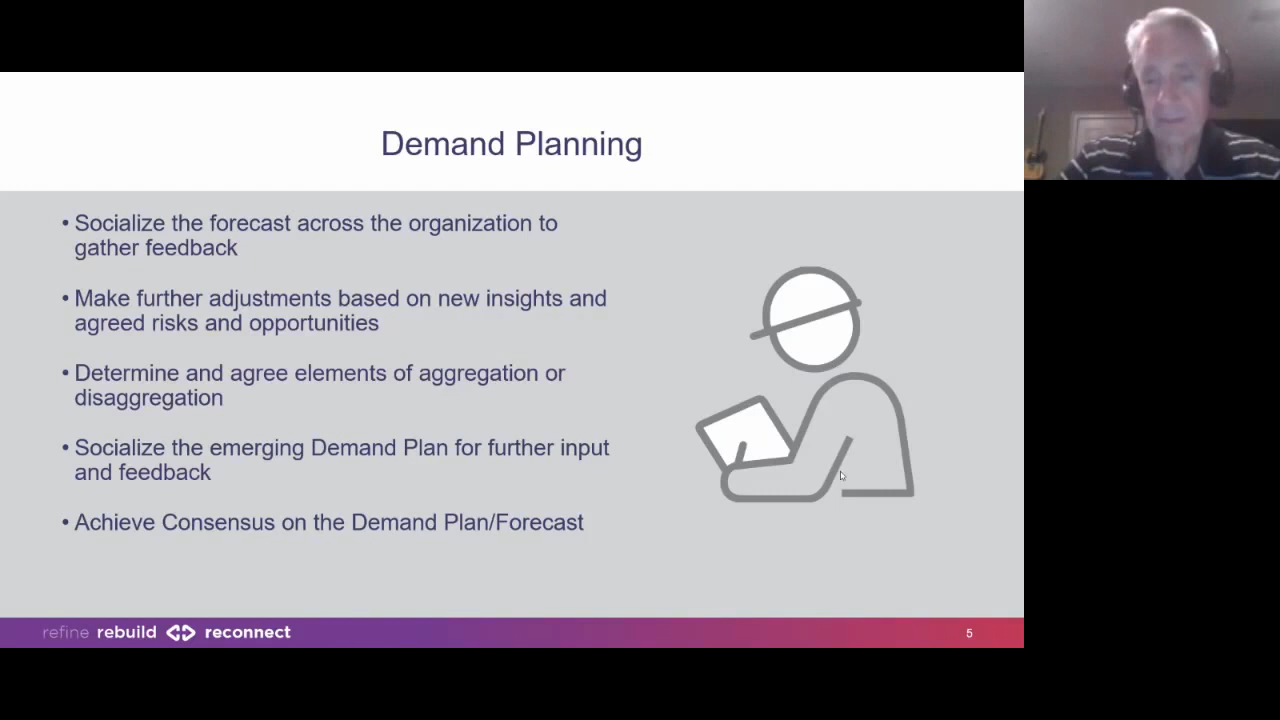 Demand Planning
• Socialize the forecast across the organization to
gather feedback
• Make further adjustments based on new insights and
agreed risks and opportunities
• Determine and agree elements of aggregation or
disaggregation
• Socialize the emerging Demand Plan for further input
and feedback
• Achieve Consensus on the Demand Plan/Forecast
refine rebuild reconnect
5